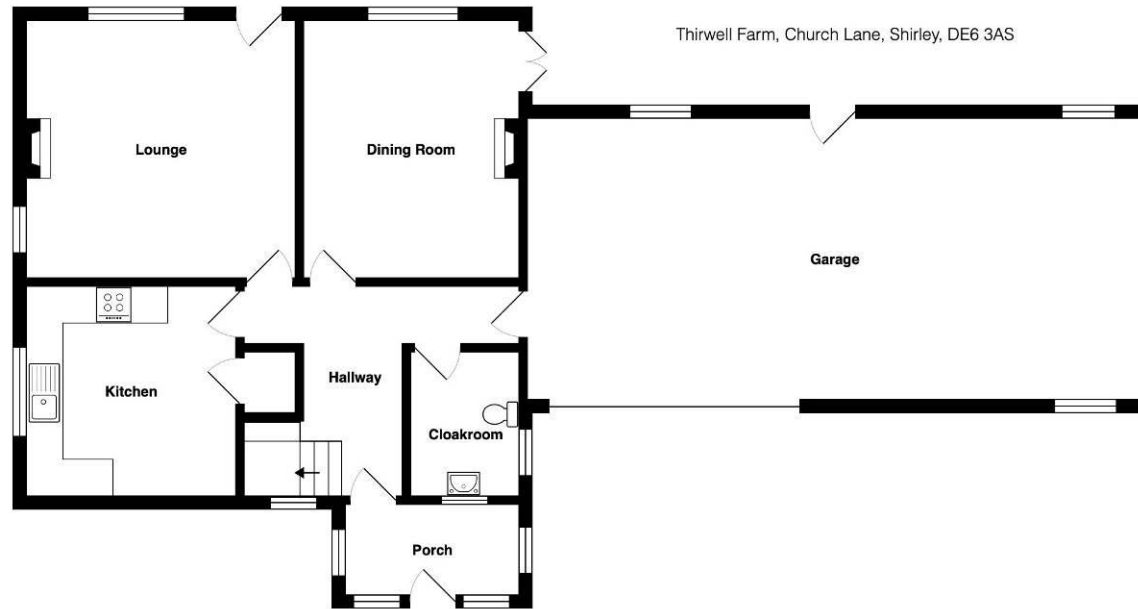 Thirwell Farm, Church Lane, Shirley, DE6 3AS
Lounge
Dining Room
Garage
Kitchen
Hallway
Cloakroom
Porch